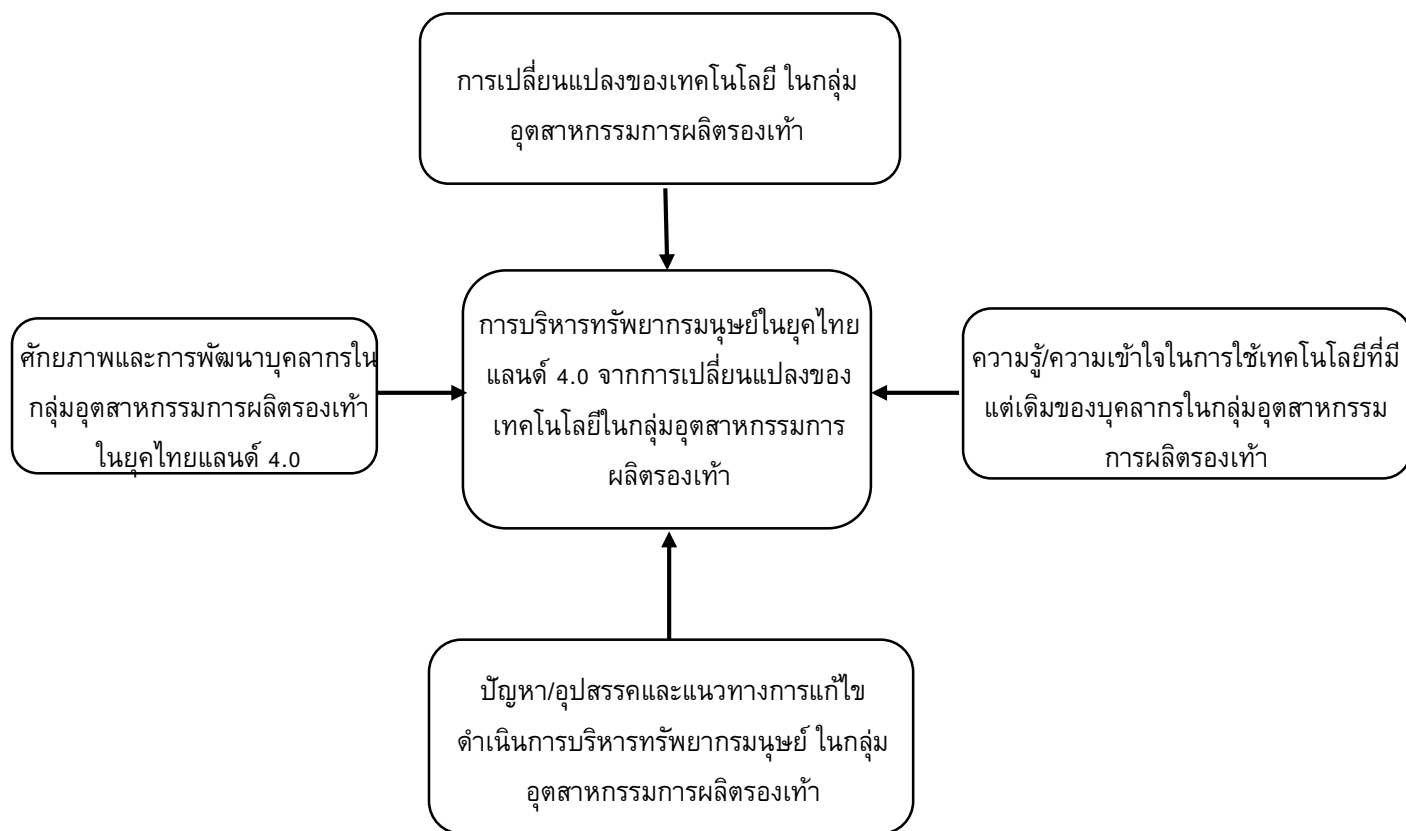 การเปลี่ยนแปลงของเทคโนโลยี ในกลุ่ม
อุตสาหกรรมการผลิตรองเท้า
ศักยภาพและการพัฒนาบุคลากรใน
กลุ่มอุตสาหกรรมการผลิตรองเท้า
ในยุคไทยแลนด์ 4.0
การบริหารทรัพยากรมนุษย์ในยุคไทย
แลนด์ 4.0 จากการเปลี่ยนแปลงของ
เทคโนโลยีในกลุ่มอุตสาหกรรมการ
ผลิตรองเท้า
ความรู้/ความเข้าใจในการใช้เทคโนโลยีที่มี
แต่เดิมของบุคลากรในกลุ่มอุตสาหกรรม
การผลิตรองเท้า
ปัญหา/อุปสรรคและแนวทางการแก้ไข
ดำเนินการบริหารทรัพยากรมนุษย์ ในกลุ่ม
อุตสาหกรรมการผลิตรองเท้า